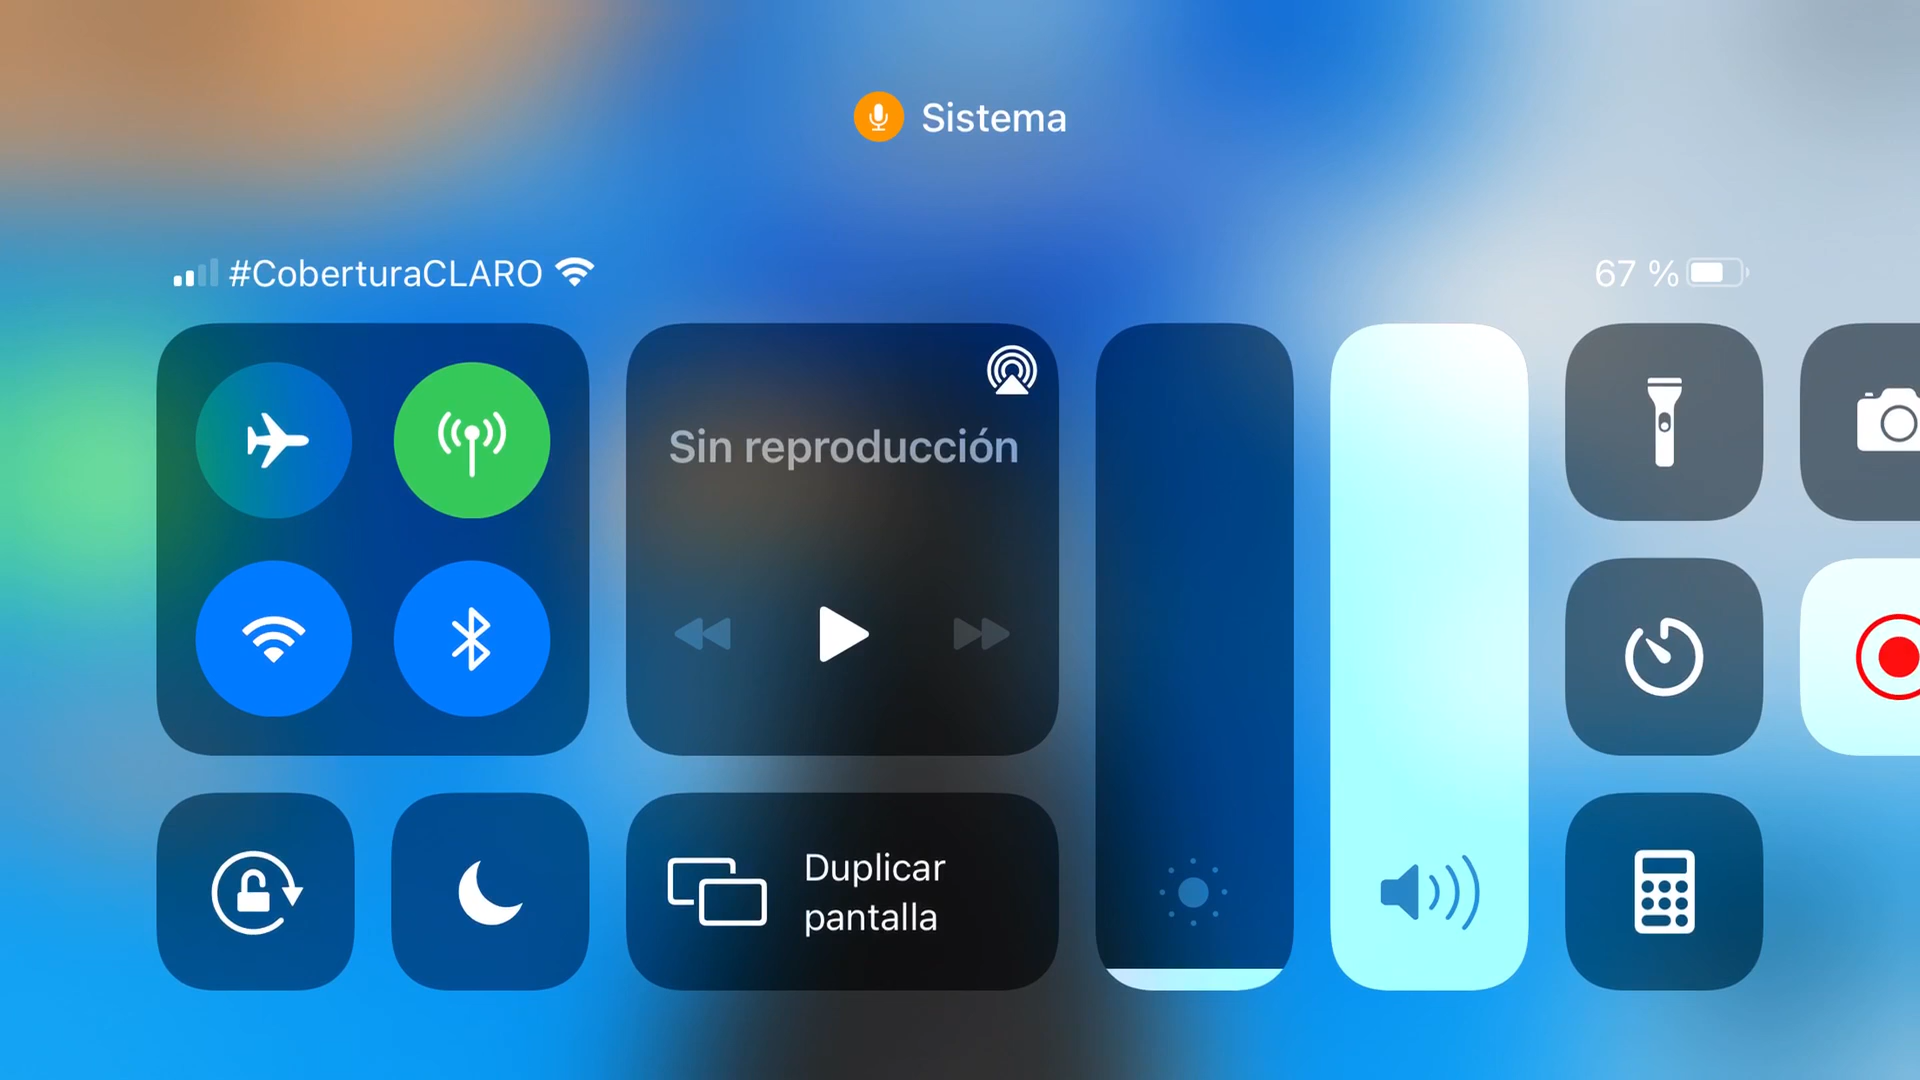 Sistema
#CoberturaCLARO
67 %
Sin reproducción
Duplicar
pantalla